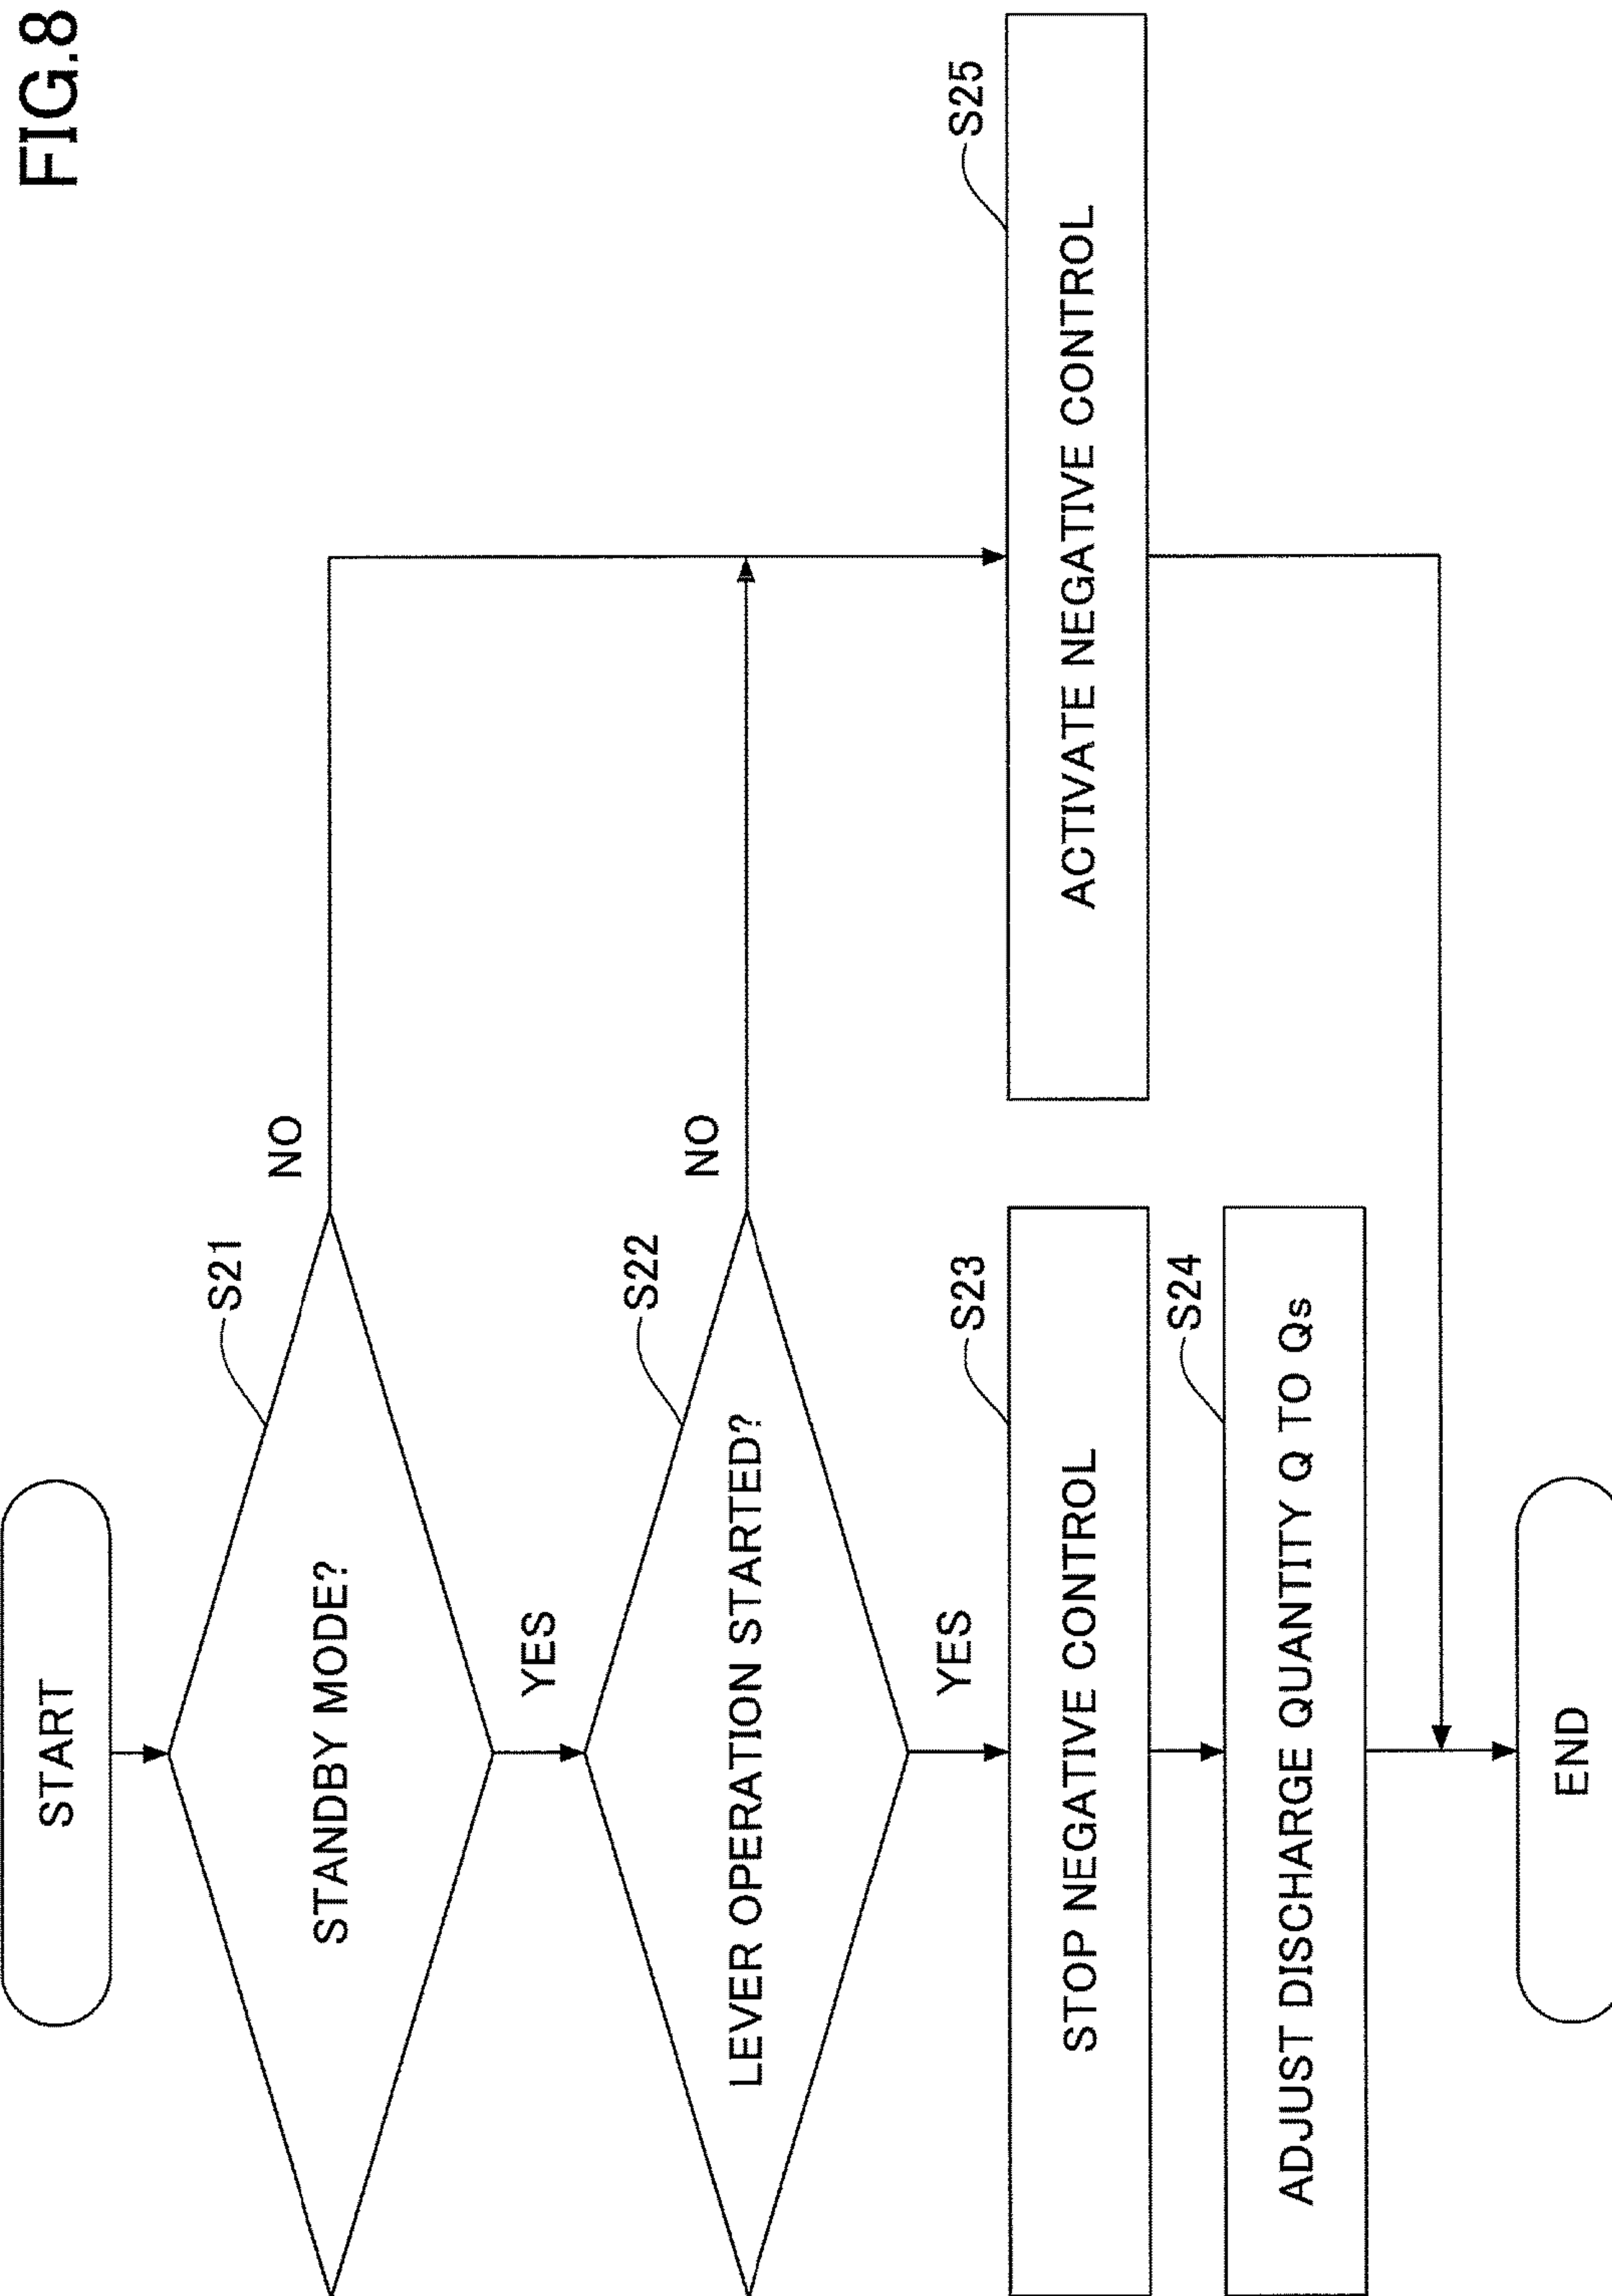 FIG.8
START
S21
STANDBY MODE?
NO
YES
S22
LEVER OPERATION STARTED?
NO
YES
S23
STOP NEGATIVE CONTROL
S25
ACTIVATE NEGATIVE CONTROL
S24
ADJUST DISCHARGE QUANTITY Q TO Qs
END